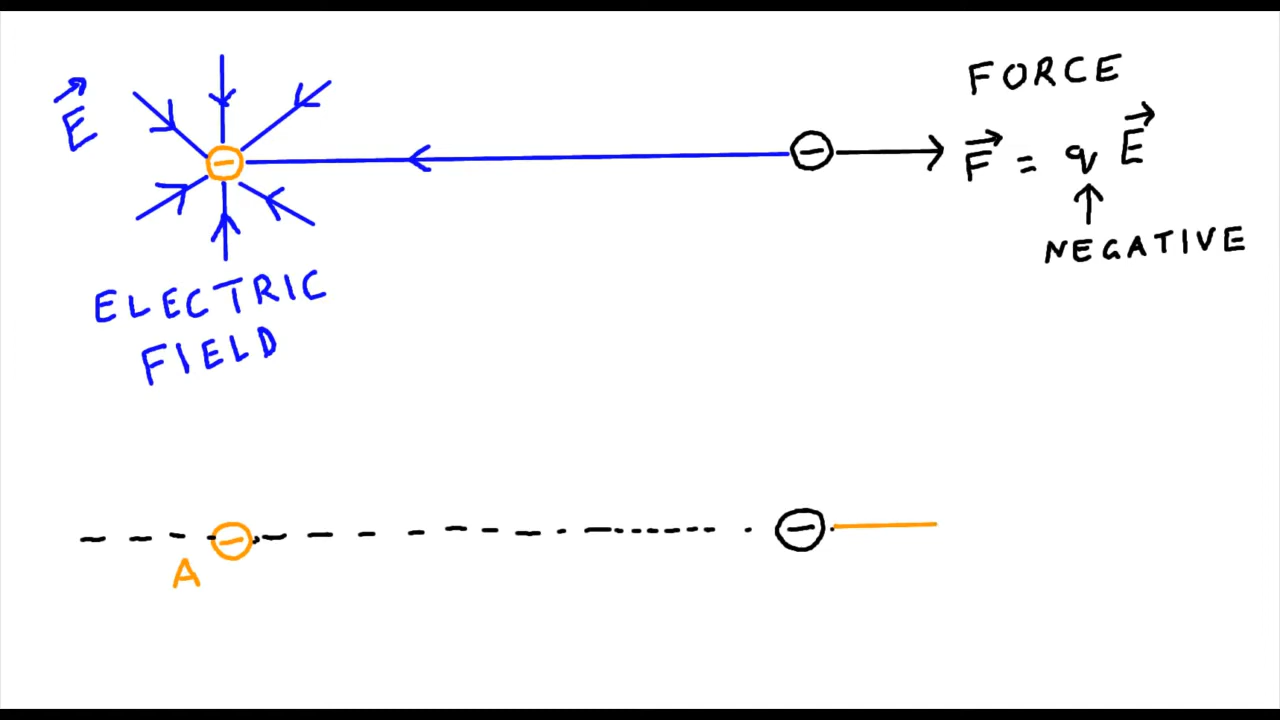 E⃗
FORCE
F⃗ = q E⃗
NEGATIVE
ELECTRIC
FIELD
A